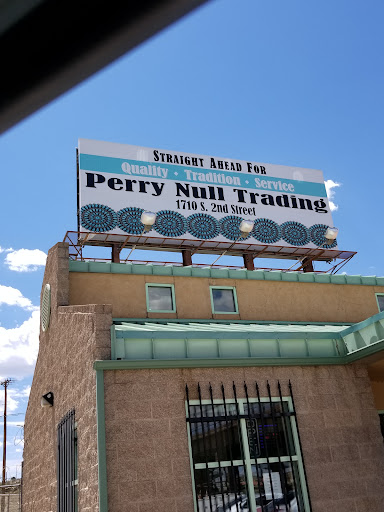 STRAIGHT AHEAD FOR
Quality • Tradition • Service
Perry Null Trading
1710 S. 2nd Street